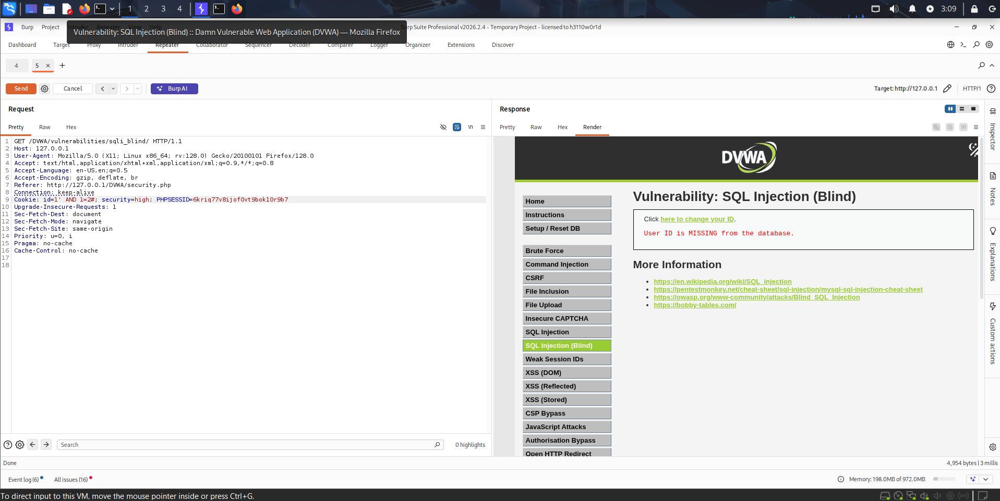 1 2 3 4 3:09
Burp Project Intruder Repeater View Help Burp Suite Professional v2026.2.4 - Temporary Project - licensed to h3110w0r1d
Vulnerability: SQL Injection (Blind) :: Damn Vulnerable Web Application (DVWA) — Mozilla Firefox
Dashboard Target Proxy Intruder Repeater Collaborator Sequencer Decoder Comparer Logger Organizer Extensions Discover
4 5 × +
Send Cancel < > Burp AI Target: http://127.0.0.1 HTTP/1
Request
Pretty Raw Hex \n
1 GET /DVWA/vulnerabilities/sqli_blind/ HTTP/1.1
2 Host: 127.0.0.1
3 User-Agent: Mozilla/5.0 (X11; Linux x86_64; rv:128.0) Gecko/20100101 Firefox/128.0
4 Accept: text/html,application/xhtml+xml,application/xml;q=0.9,*/*;q=0.8
5 Accept-Language: en-US,en;q=0.5
6 Accept-Encoding: gzip, deflate, br
7 Referer: http://127.0.0.1/DVWA/security.php
8 Connection: keep-alive
9 Cookie: id=1' AND 1=2#; security=high; PHPSESSID=6kriq77v8ijof0vt9bok10r9b7
10 Upgrade-Insecure-Requests: 1
11 Sec-Fetch-Dest: document
12 Sec-Fetch-Mode: navigate
13 Sec-Fetch-Site: same-origin
14 Priority: u=0, i
15 Pragma: no-cache
16 Cache-Control: no-cache
17
18
Search 0 highlights
Response
Pretty Raw Hex Render \n
DVWA
Home
Instructions
Setup / Reset DB
Brute Force
Command Injection
CSRF
File Inclusion
File Upload
Insecure CAPTCHA
SQL Injection
SQL Injection (Blind)
Weak Session IDs
XSS (DOM)
XSS (Reflected)
XSS (Stored)
CSP Bypass
JavaScript Attacks
Authorisation Bypass
Open HTTP Redirect
Vulnerability: SQL Injection (Blind)
Click here to change your ID.
User ID is MISSING from the database.
More Information
https://en.wikipedia.org/wiki/SQL_injection
https://pentestmonkey.net/cheat-sheet/sql-injection/mysql-sql-injection-cheat-sheet
https://owasp.org/www-community/attacks/Blind_SQL_Injection
https://bobby-tables.com/
Inspector
Notes
Explanations
Custom actions
Done 4,954 bytes | 3 millis
Event log (6) All issues (16) Memory: 198.0MB of 972.0MB
To direct input to this VM, move the mouse pointer inside or press Ctrl+G.